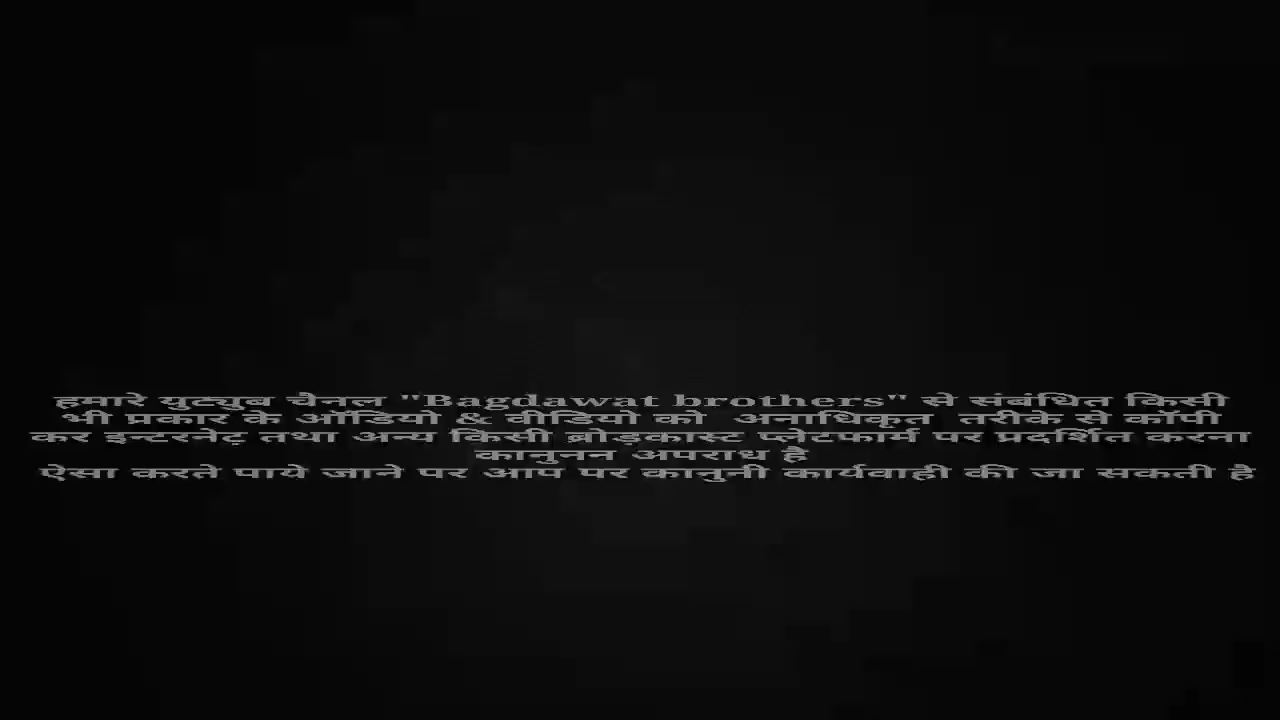 हमारे युट्युब चैनल "Bagdawat brothers" से संबंधित किसी
भी प्रकार के ऑडियो & वीडियो को अनाधिकृत तरीके से कॉपी
कर इन्टरनेट़ तथा अन्य किसी ब्रोड़कास्ट प्लेटफार्म पर प्रदर्शित करना
कानुनन अपराध है
ऐसा करते पाये जाने पर आप पर कानुनी कार्यवाही की जा सकती है